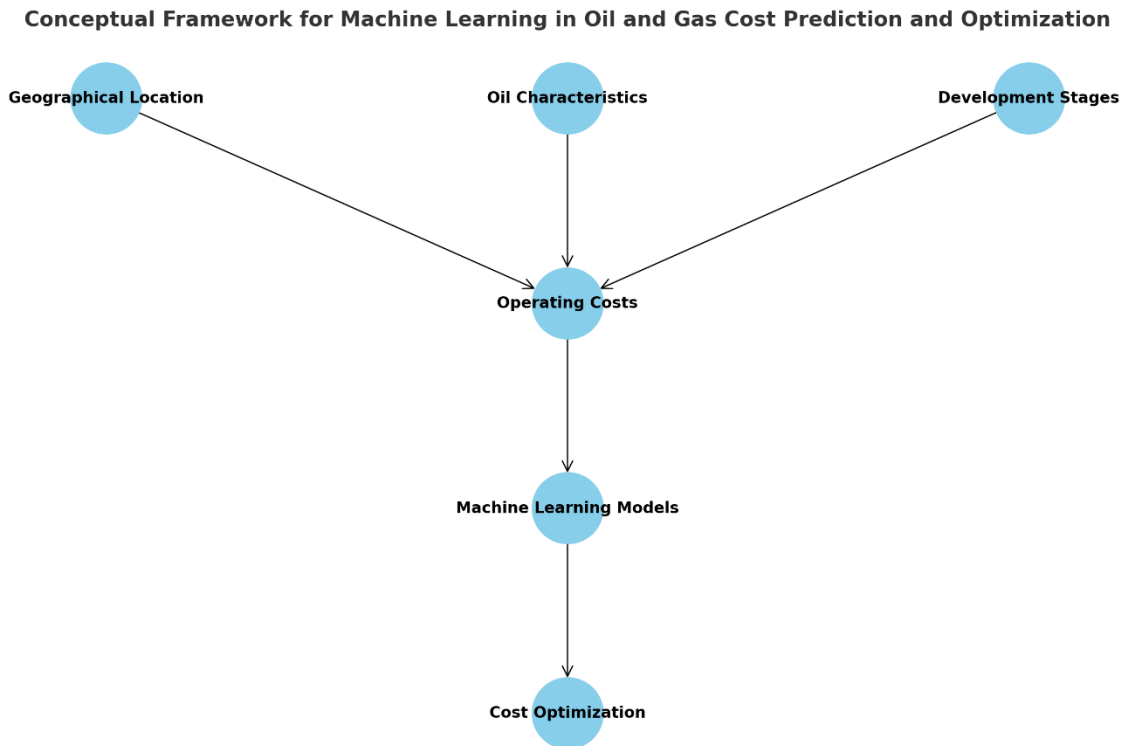 Conceptual Framework for Machine Learning in Oil and Gas Cost Prediction and Optimization
Geographical Location
Oil Characteristics
Development Stages
Operating Costs
Machine Learning Models
Cost Optimization